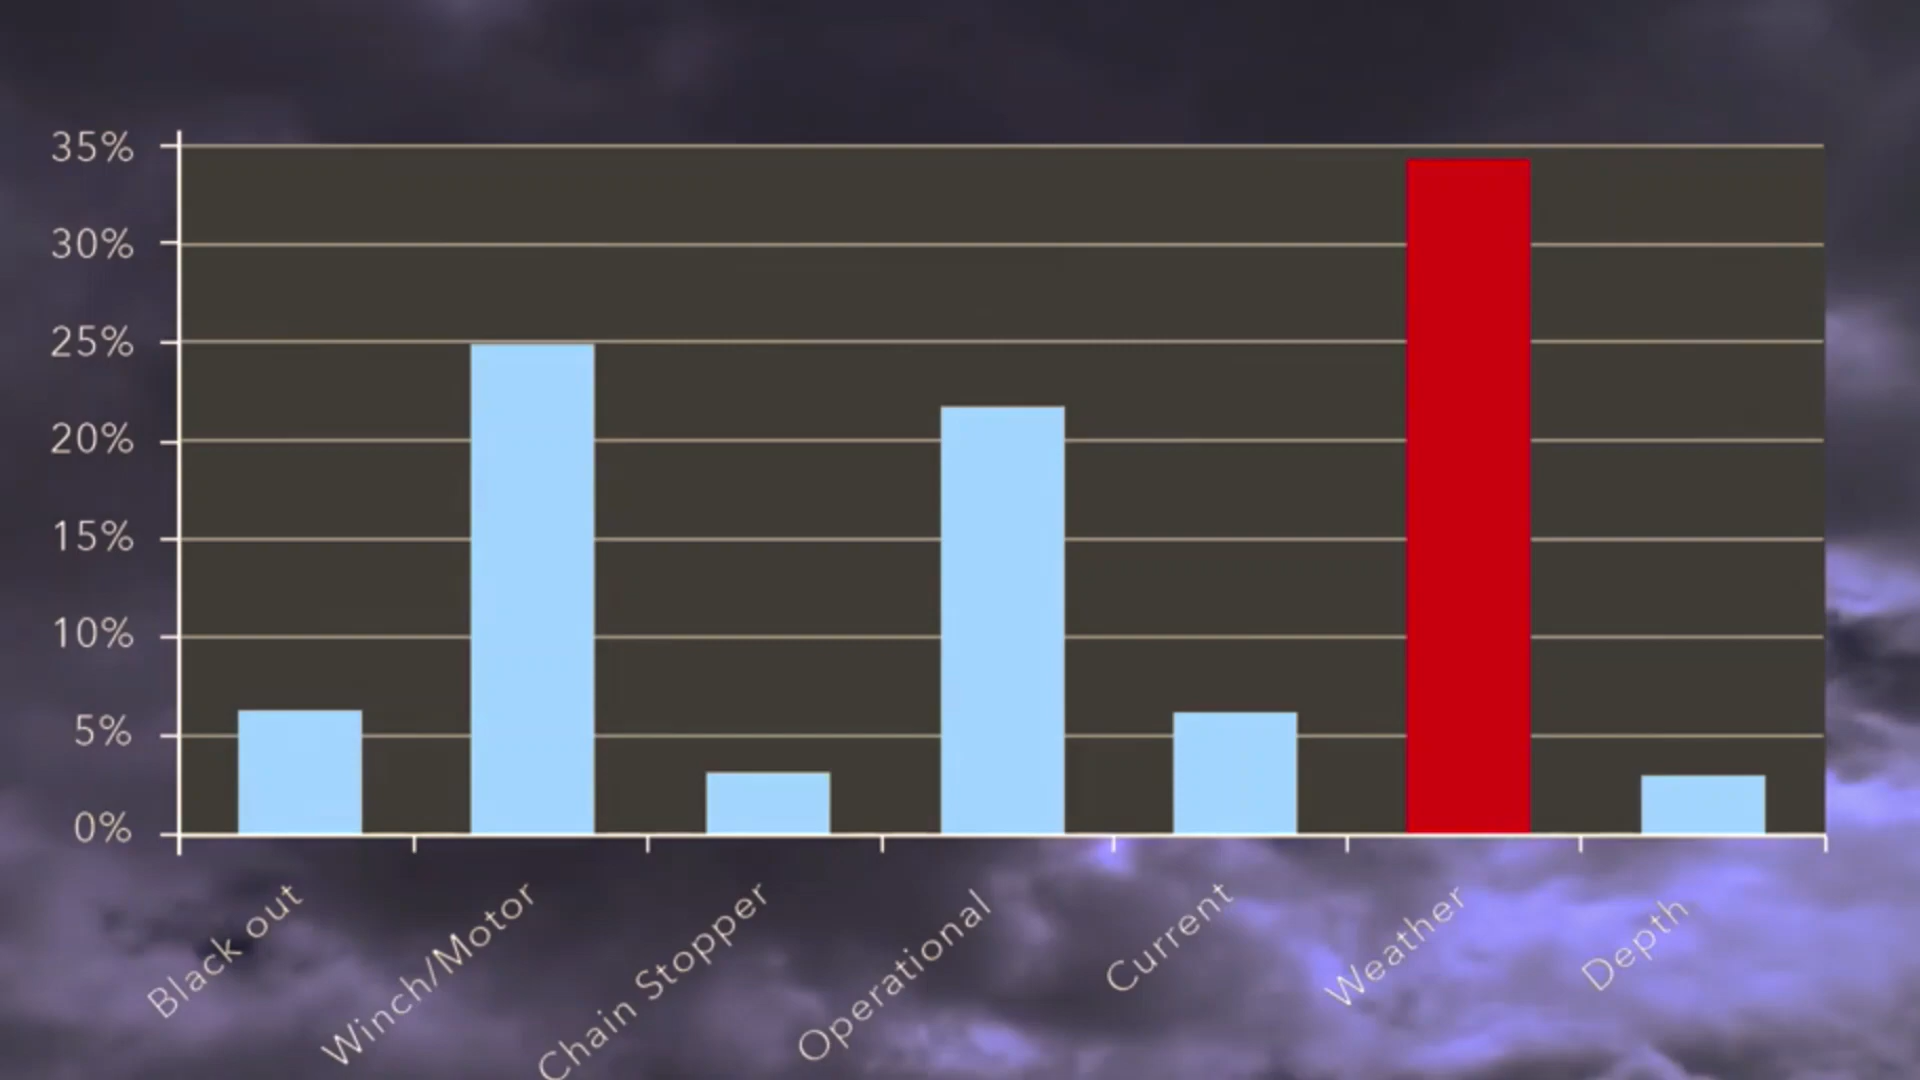 35%
30%
25%
20%
15%
10%
5%
0%
Black out
Winch/Motor
Chain Stopper
Operational
Current
Weather
Depth